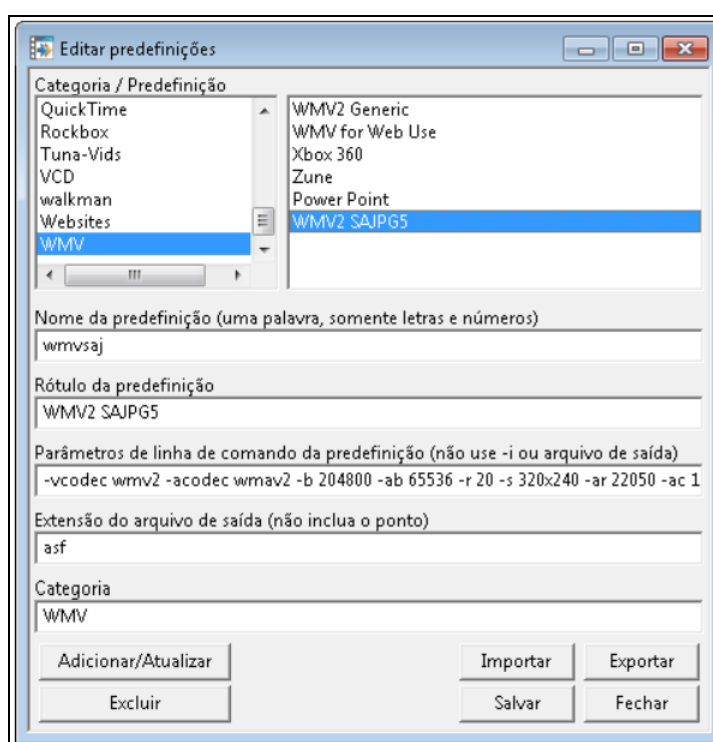 Editar predefinições
Categoria / Predefinição
QuickTime
Rockbox
Tuna-Vids
VCD
walkman
Websites
WMV
WMV2 Generic
WMV for Web Use
Xbox 360
Zune
Power Point
WMV2 SAJPG5
Nome da predefinição (uma palavra, somente letras e números)
wmvsaj
Rótulo da predefinição
WMV2 SAJPG5
Parâmetros de linha de comando da predefinição (não use -i ou arquivo de saída)
-vcodec wmv2 -acodec wmav2 -b 204800 -ab 65536 -r 20 -s 320x240 -ar 22050 -ac 1
Extensão do arquivo de saída (não inclua o ponto)
asf
Categoria
WMV
Adicionar/Atualizar Importar Exportar
Excluir Salvar Fechar